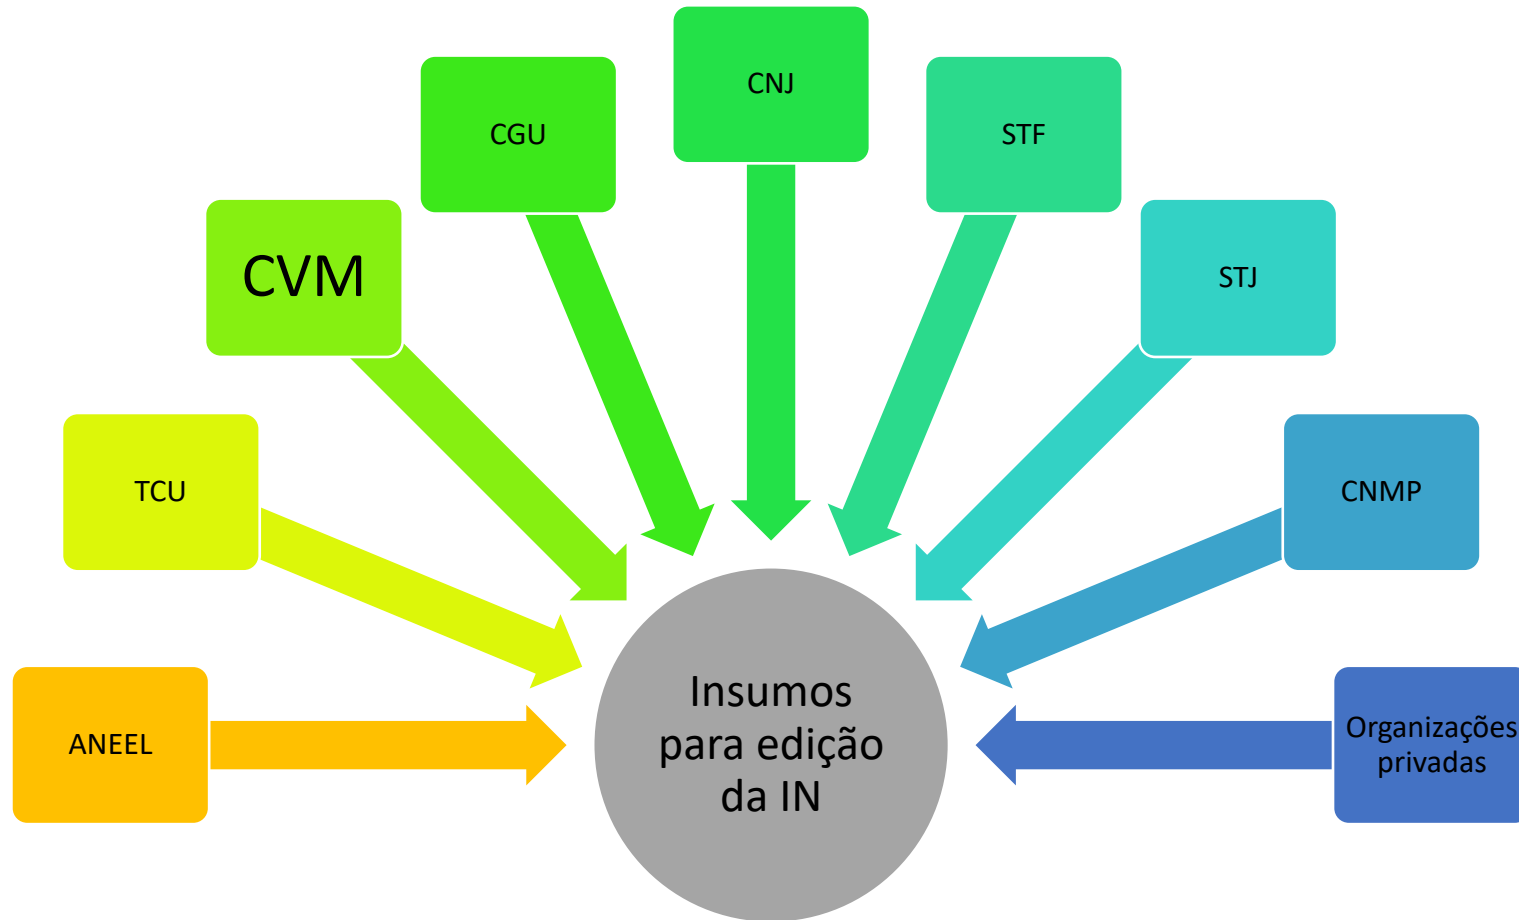 CNJ
CGU
STF
CVM
STJ
TCU
CNMP
ANEEL
Organizações
privadas
Insumos
para edição
da IN